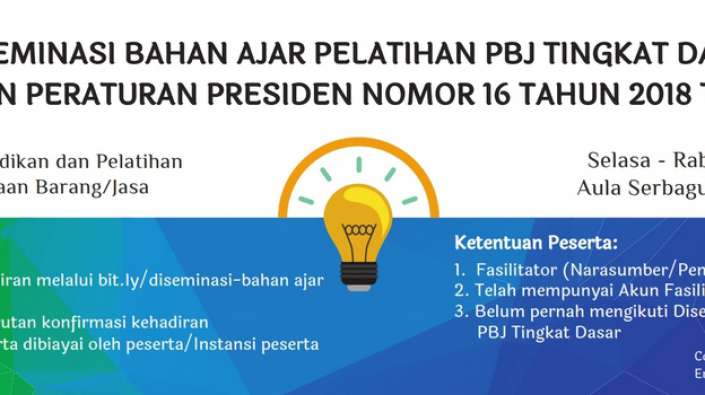 EMINASI BAHAN AJAR PELATIHAN PBJ TINGKAT DA
N PERATURAN PRESIDEN NOMOR 16 TAHUN 2018 T
dikan dan Pelatihan
aan Barang/Jasa
Selasa - Rab
Aula Serbagu
iran melalui bit.ly/diseminasi-bahan ajar
utan konfirmasi kehadiran
rta dibiayai oleh peserta/Instansi peserta
Ketentuan Peserta:
1. Fasilitator (Narasumber/Pen
2. Telah mempunyai Akun Fasili
3. Belum pernah mengikuti Dise
PBJ Tingkat Dasar